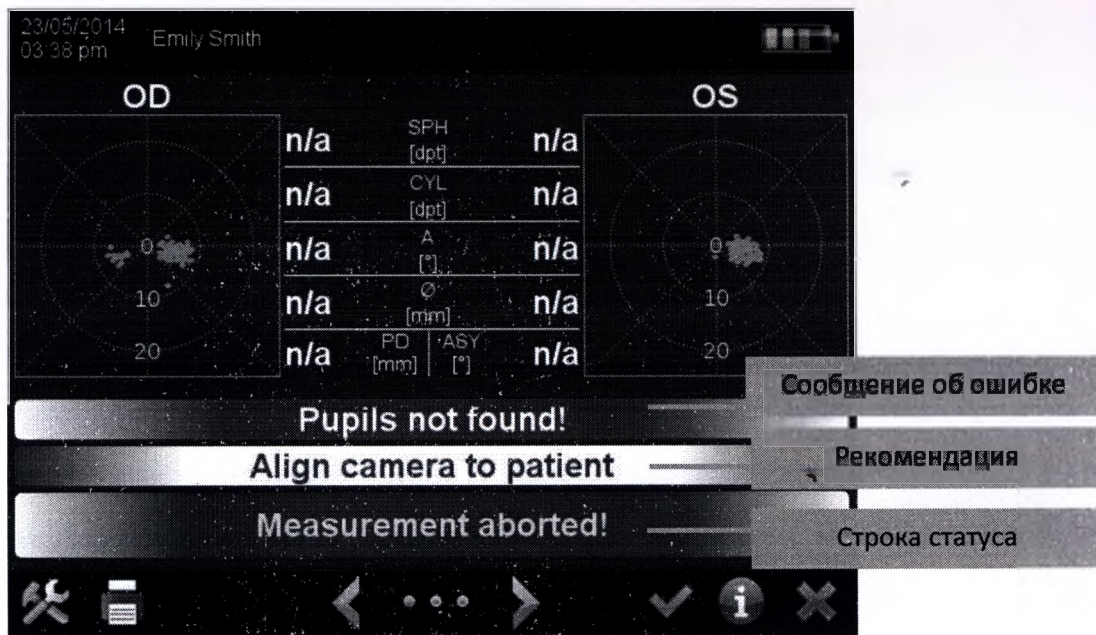 23/05/2014
03:38 pm
Emily Smith
OD
OS
n/a SPH [dpt] n/a
n/a CYL [dpt] n/a
n/a A [°] n/a
n/a Ø [mm] n/a
n/a PD [mm] ASY [°] n/a
0
10
20
0
10
20
Pupils not found!
Сообщение об ошибке
Align camera to patient
Рекомендация
Measurement aborted!
Строка статуса
i